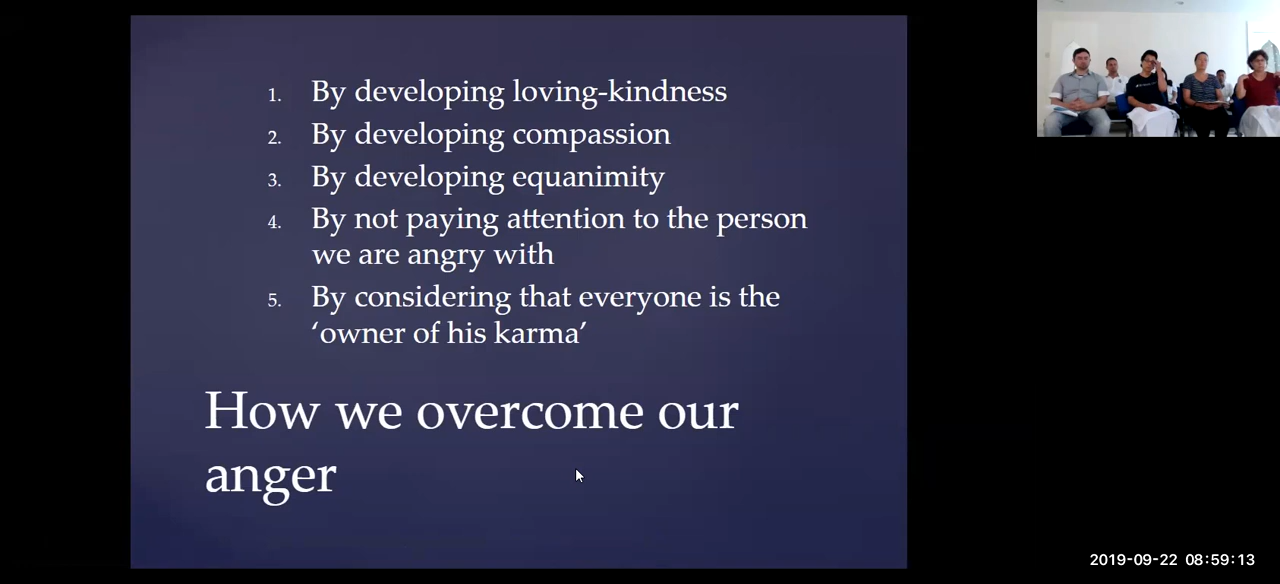 1. By developing loving-kindness
2. By developing compassion
3. By developing equanimity
4. By not paying attention to the person
we are angry with
5. By considering that everyone is the
‘owner of his karma’
How we overcome our
anger
2019-09-22 08:59:13